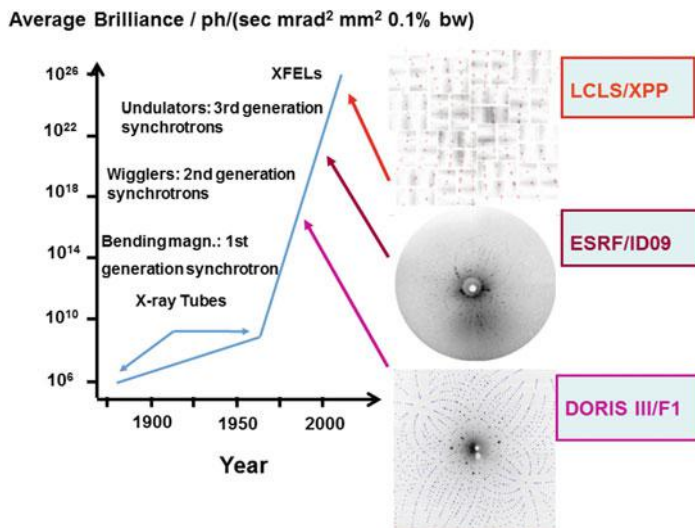 Average Brilliance / ph/(sec mrad² mm² 0.1% bw)
10²⁶
10²²
10¹⁸
10¹⁴
10¹⁰
10⁶
XFELs
Undulators: 3rd generation
synchrotrons
Wigglers: 2nd generation
synchrotrons
Bending magn.: 1st
generation synchrotron
X-ray Tubes
1900
1950
2000
Year
LCLS/XPP
ESRF/ID09
DORIS III/F1